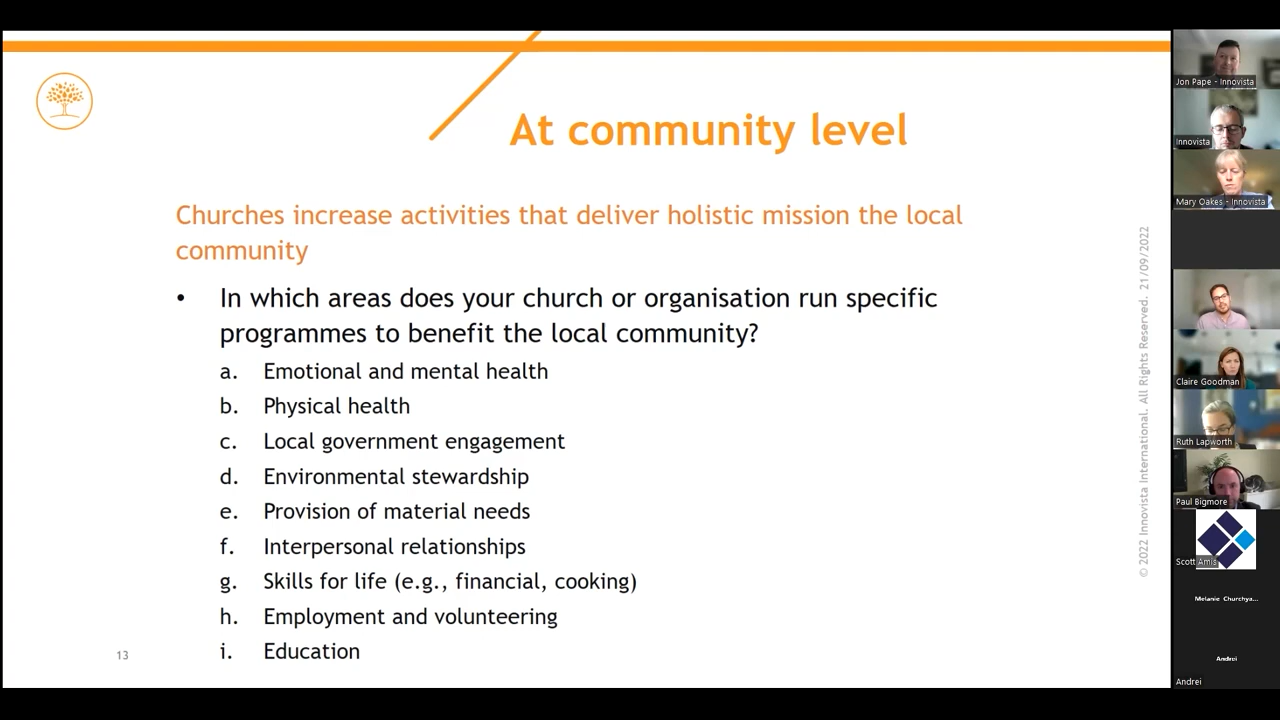 At community level
Churches increase activities that deliver holistic mission the local
community
• In which areas does your church or organisation run specific
programmes to benefit the local community?
a. Emotional and mental health
b. Physical health
c. Local government engagement
d. Environmental stewardship
e. Provision of material needs
f. Interpersonal relationships
g. Skills for life (e.g., financial, cooking)
h. Employment and volunteering
i. Education
13
© 2022 Innovista International. All Rights Reserved. 21/09/2022
Jon Pape - Innovista
Innovista
Mary Oakes - Innovista
Claire Goodman
Ruth Lapworth
Paul Bigmore
Scott Amis
Melanie Churchya...
Andrei
Andrei